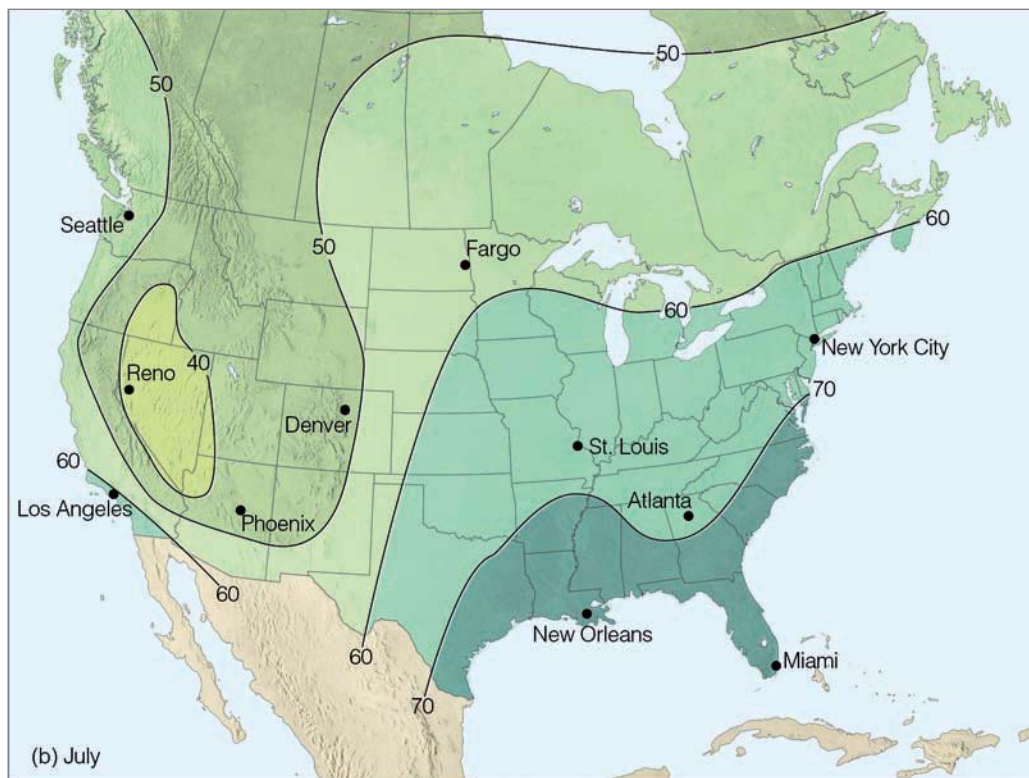 50
50
Seattle
50
Fargo
60
60
New York City
40
Reno
70
Denver
St. Louis
60
Los Angeles
Atlanta
Phoenix
60
New Orleans
60
Miami
70
(b) July